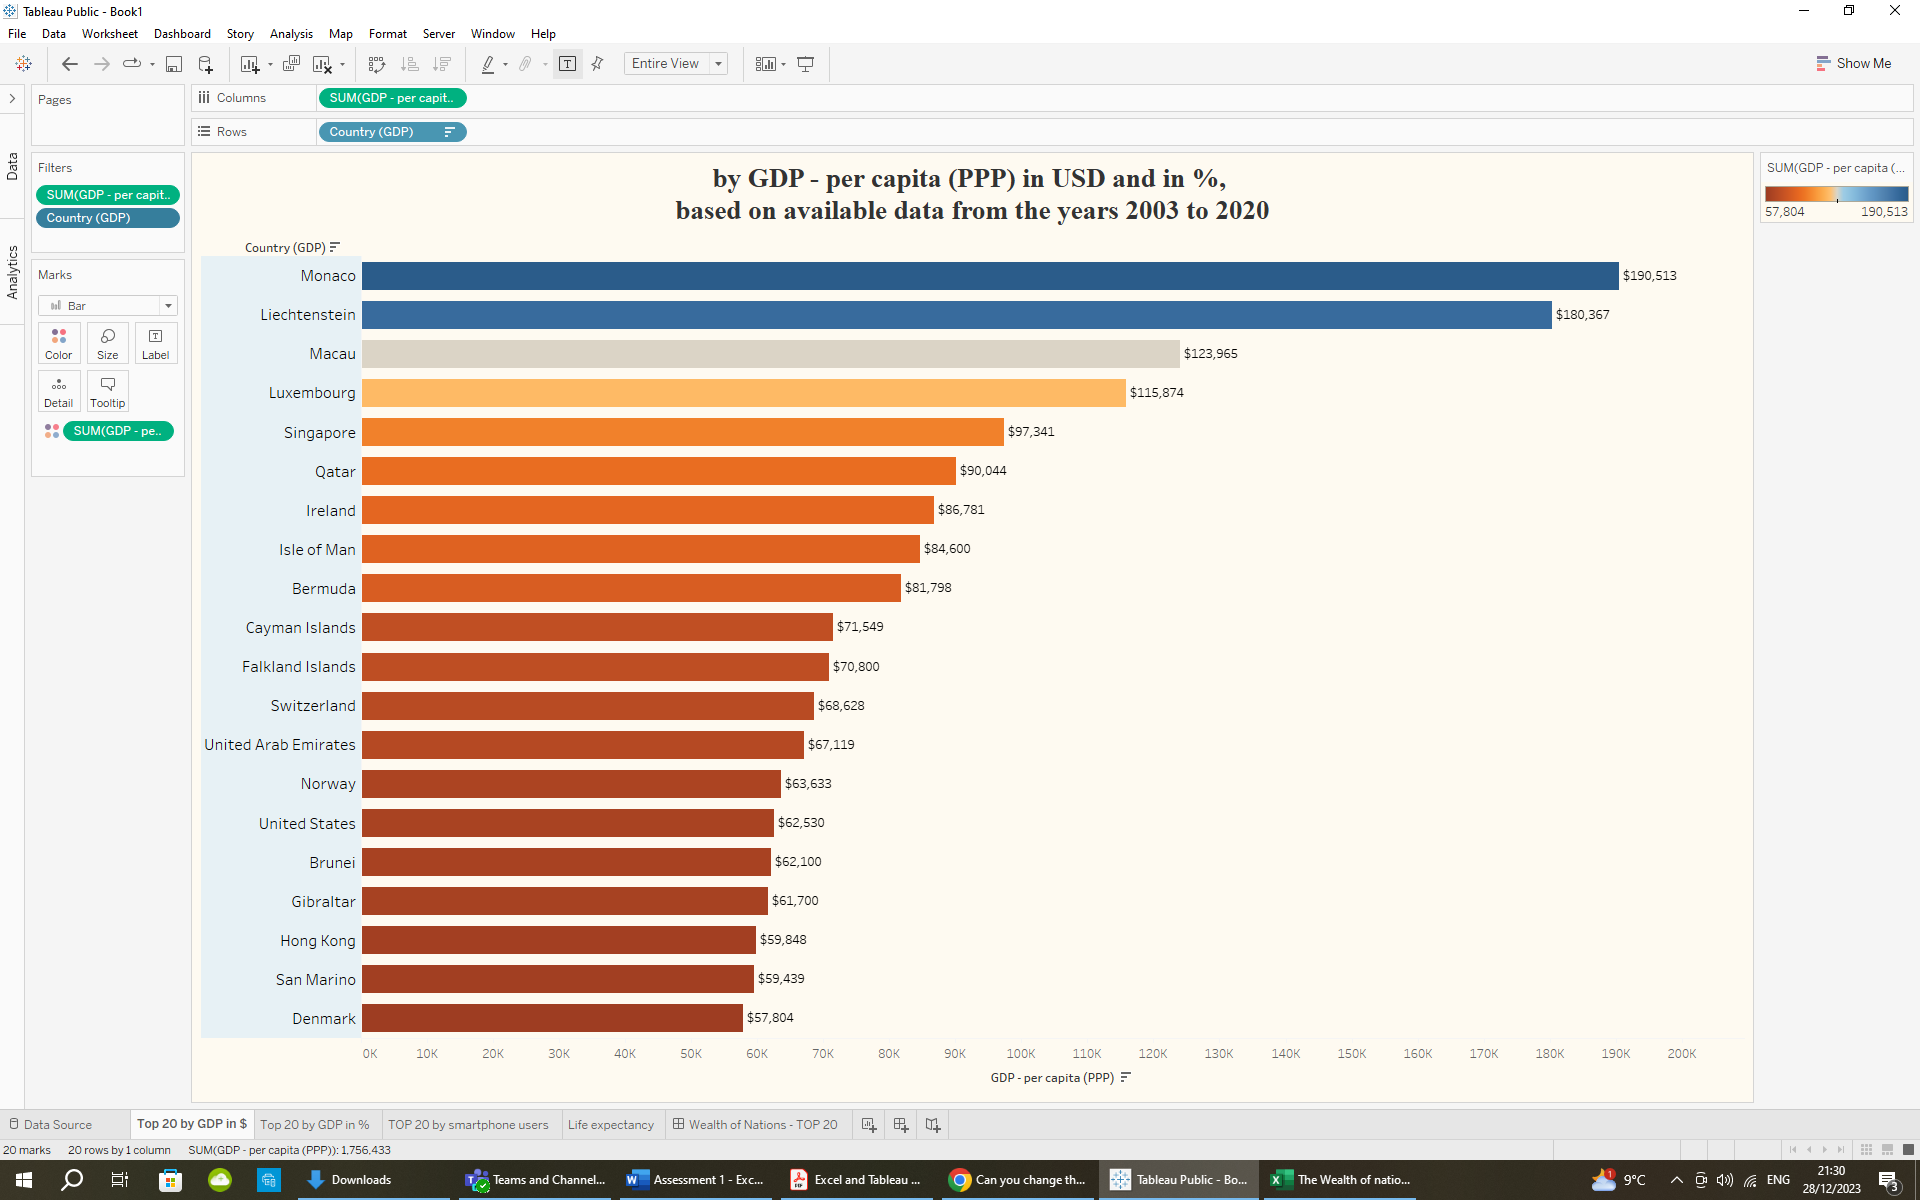 Tableau Public - Book1
File Data Worksheet Dashboard Story Analysis Map Format Server Window Help
Entire View
Show Me
Pages
Columns
SUM(GDP - per capit..
Rows
Country (GDP)
Data
Analytics
Filters
SUM(GDP - per capit..
Country (GDP)
Marks
Bar
Color Size Label
Detail Tooltip
SUM(GDP - pe..
by GDP - per capita (PPP) in USD and in %,
based on available data from the years 2003 to 2020
Country (GDP)
Monaco $190,513
Liechtenstein $180,367
Macau $123,965
Luxembourg $115,874
Singapore $97,341
Qatar $90,044
Ireland $86,781
Isle of Man $84,600
Bermuda $81,798
Cayman Islands $71,549
Falkland Islands $70,800
Switzerland $68,628
United Arab Emirates $67,119
Norway $63,633
United States $62,530
Brunei $62,100
Gibraltar $61,700
Hong Kong $59,848
San Marino $59,439
Denmark $57,804
0K 10K 20K 30K 40K 50K 60K 70K 80K 90K 100K 110K 120K 130K 140K 150K 160K 170K 180K 190K 200K
GDP - per capita (PPP)
SUM(GDP - per capita (...
57,804 190,513
Data Source Top 20 by GDP in $ Top 20 by GDP in % TOP 20 by smartphone users Life expectancy Wealth of Nations - TOP 20
20 marks 20 rows by 1 column SUM(GDP - per capita (PPP)): 1,756,433
Downloads Teams and Channel... Assessment 1 - Exc... Excel and Tableau ... Can you change th... Tableau Public - Bo... The Wealth of natio... 1 9°C ENG 21:30
28/12/2023 3